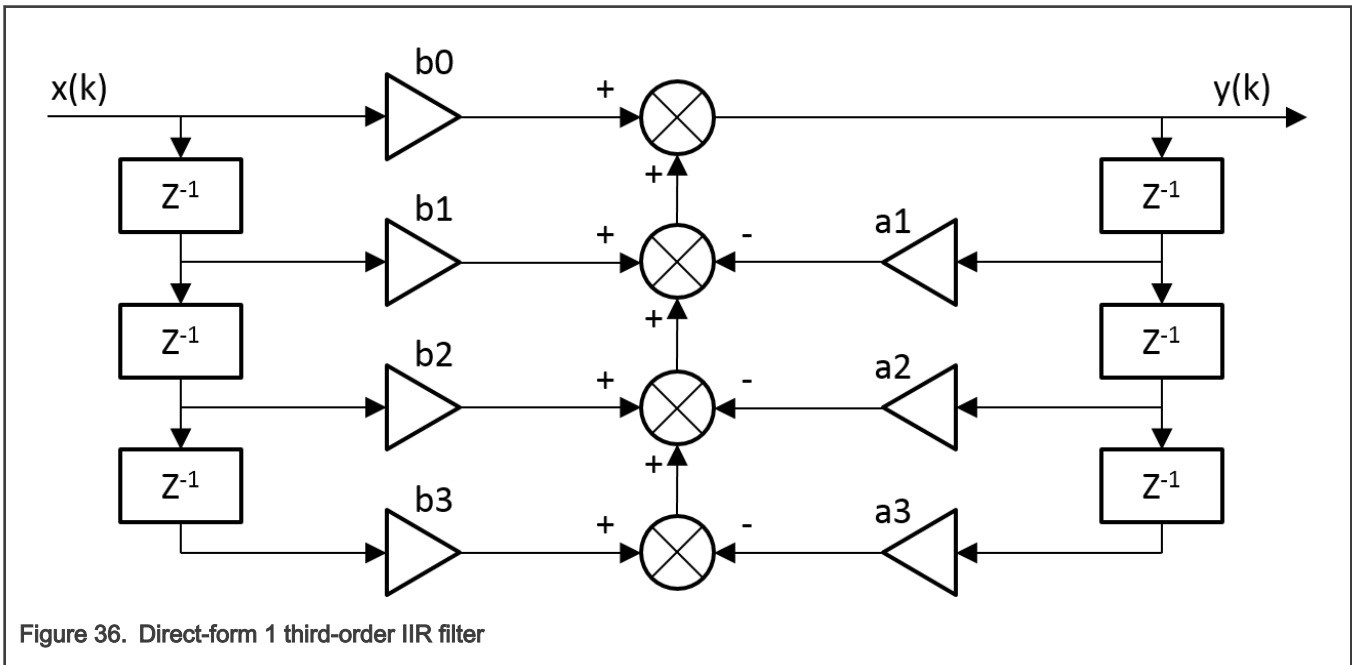 b0
x(k) + y(k)
+
Z-1 Z-1
b1 a1
+ -
+
Z-1 Z-1
b2 a2
+ -
+
Z-1 Z-1
b3 a3
+ -
Figure 36. Direct-form 1 third-order IIR filter